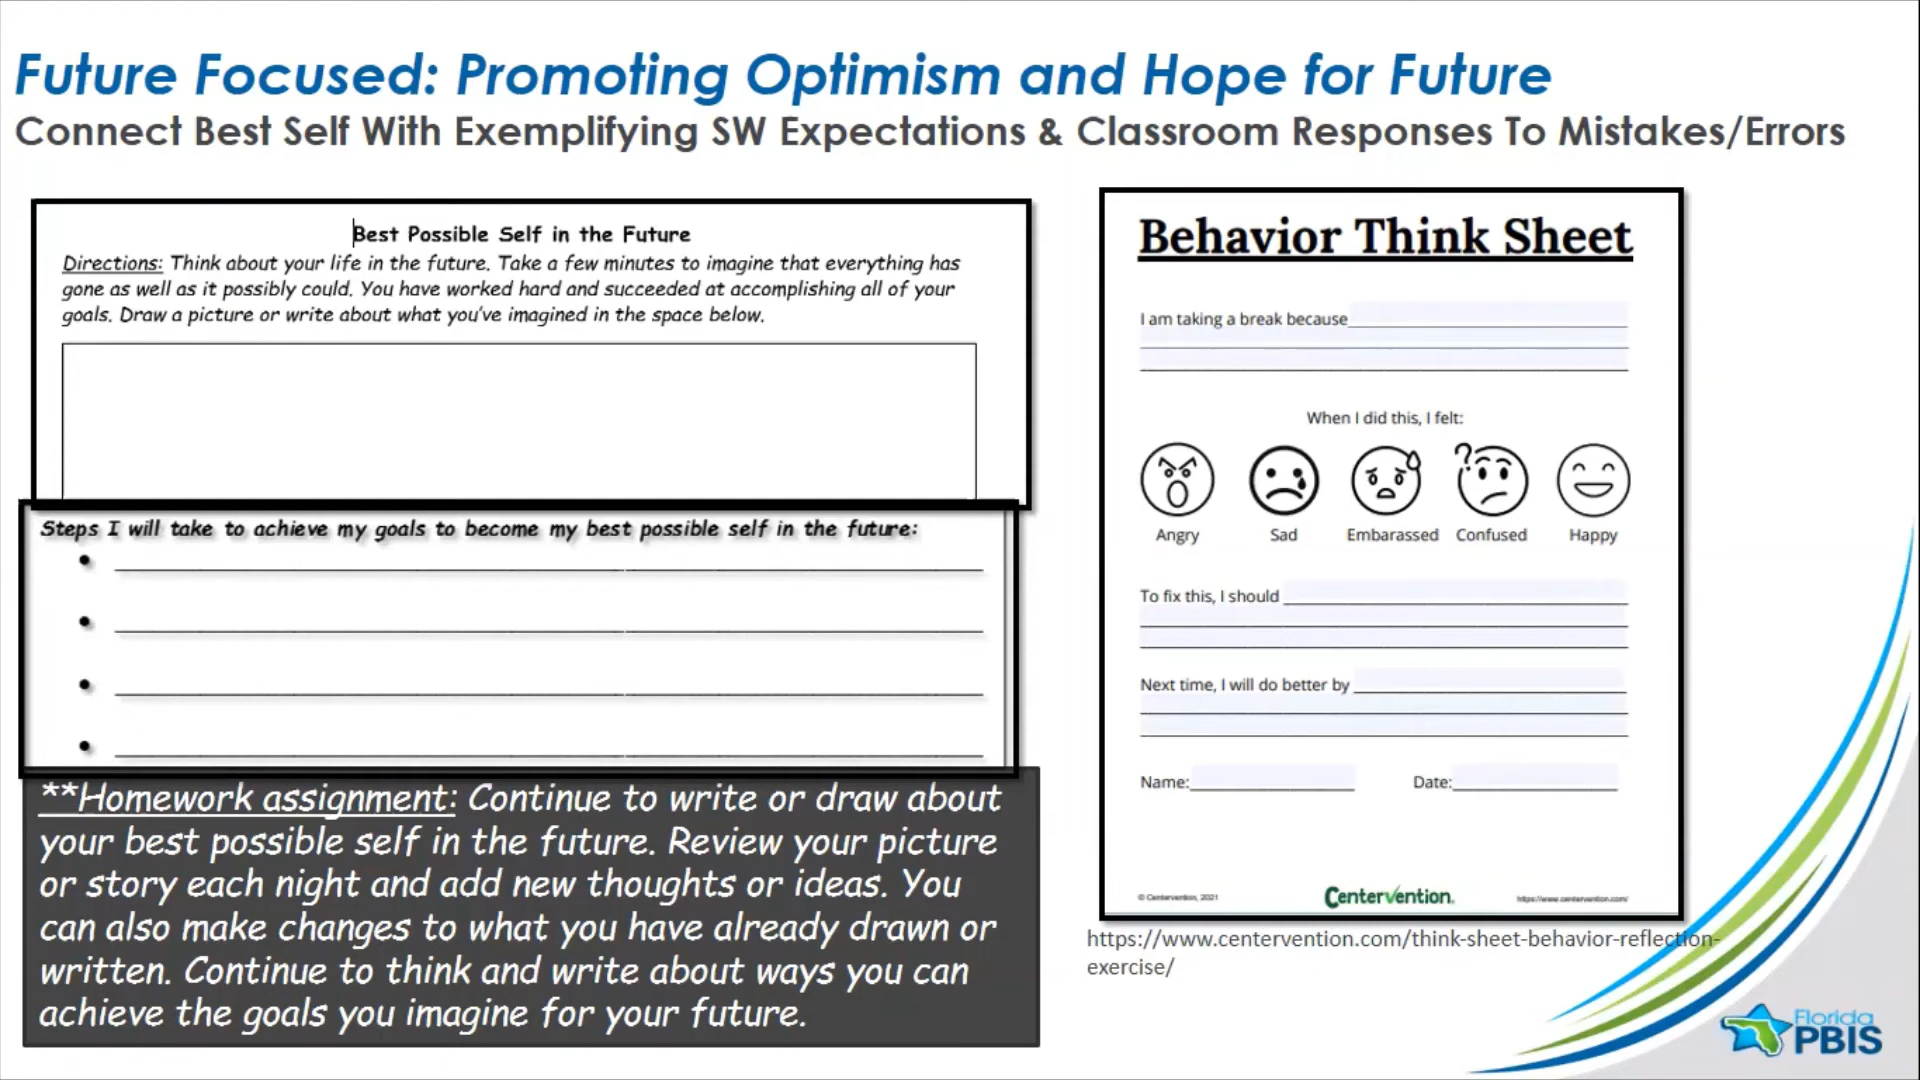 Future Focused: Promoting Optimism and Hope for Future
Connect Best Self With Exemplifying SW Expectations & Classroom Responses To Mistakes/Errors
Best Possible Self in the Future
Directions: Think about your life in the future. Take a few minutes to imagine that everything has
gone as well as it possibly could. You have worked hard and succeeded at accomplishing all of your
goals. Draw a picture or write about what you've imagined in the space below.
Steps I will take to achieve my goals to become my best possible self in the future:
**Homework assignment: Continue to write or draw about
your best possible self in the future. Review your picture
or story each night and add new thoughts or ideas. You
can also make changes to what you have already drawn or
written. Continue to think and write about ways you can
achieve the goals you imagine for your future.
Behavior Think Sheet
I am taking a break because
When I did this, I felt:
Angry Sad Embarassed Confused Happy
To fix this, I should
Next time, I will do better by
Name: Date:
© Centervention, 2021 Centervention. https://www.centervention.com/
https://www.centervention.com/think-sheet-behavior-reflection-
exercise/
Florida
PBIS